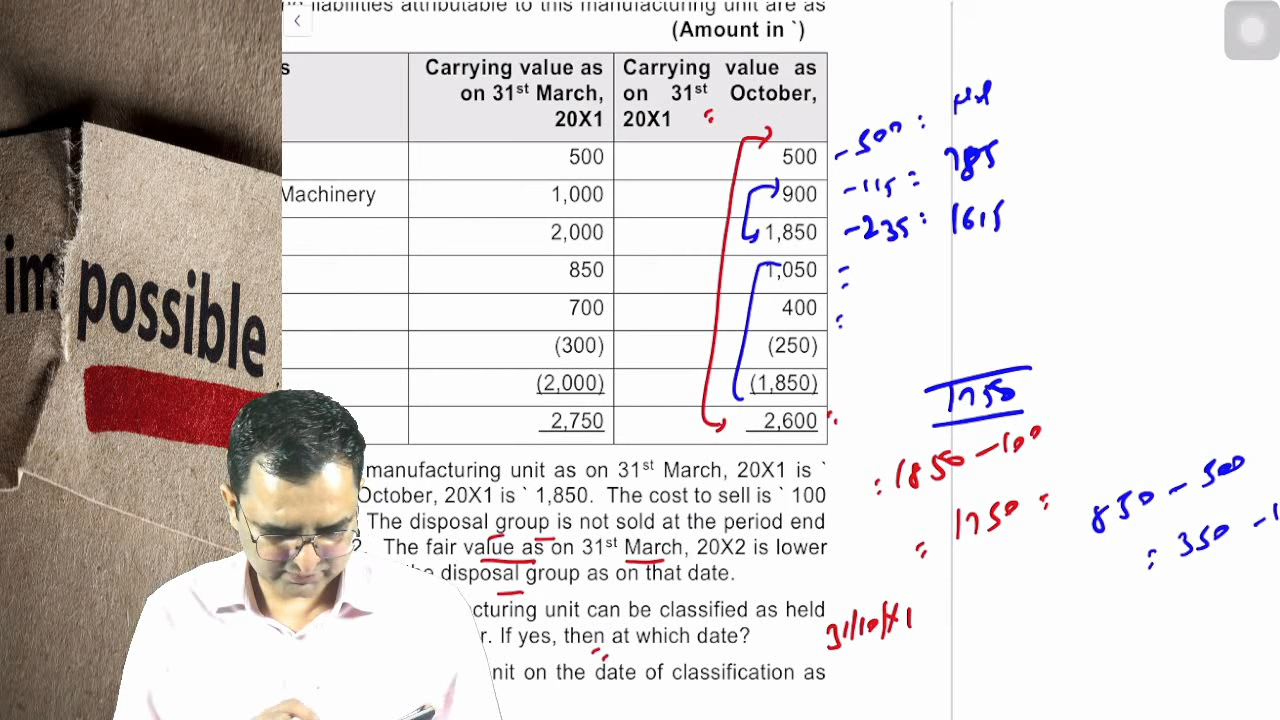 he liabilities attributable to this manufacturing unit are as
(Amount in `)
s Carrying value as on 31st March, 20X1 Carrying value as on 31st October, 20X1
500 500 -500 : Nil
Machinery 1,000 900 -115 = 785
2,000 1,850 -235 : 1615
850 1,050 =
700 400 :
(300) (250)
(2,000) (1,850)
2,750 2,600
1750
= 1850 - 100
= 1750 =
850 - 500
= 350 - 1
manufacturing unit as on 31st March, 20X1 is `
October, 20X1 is ` 1,850. The cost to sell is ` 100
The disposal group is not sold at the period end
2. The fair value as on 31st March, 20X2 is lower
the disposal group as on that date.
cturing unit can be classified as held
r. If yes, then at which date?
31/10/X1
nit on the date of classification as
impossible